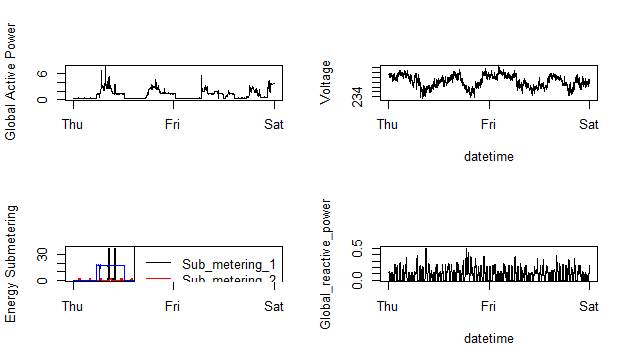 Global Active Power
0 6
Thu Fri Sat
Voltage
234
Thu Fri Sat
datetime
Energy Submetering
0 30
Sub_metering_1
Sub_metering_2
Thu Fri Sat
Global_reactive_power
0.0 0.5
Thu Fri Sat
datetime